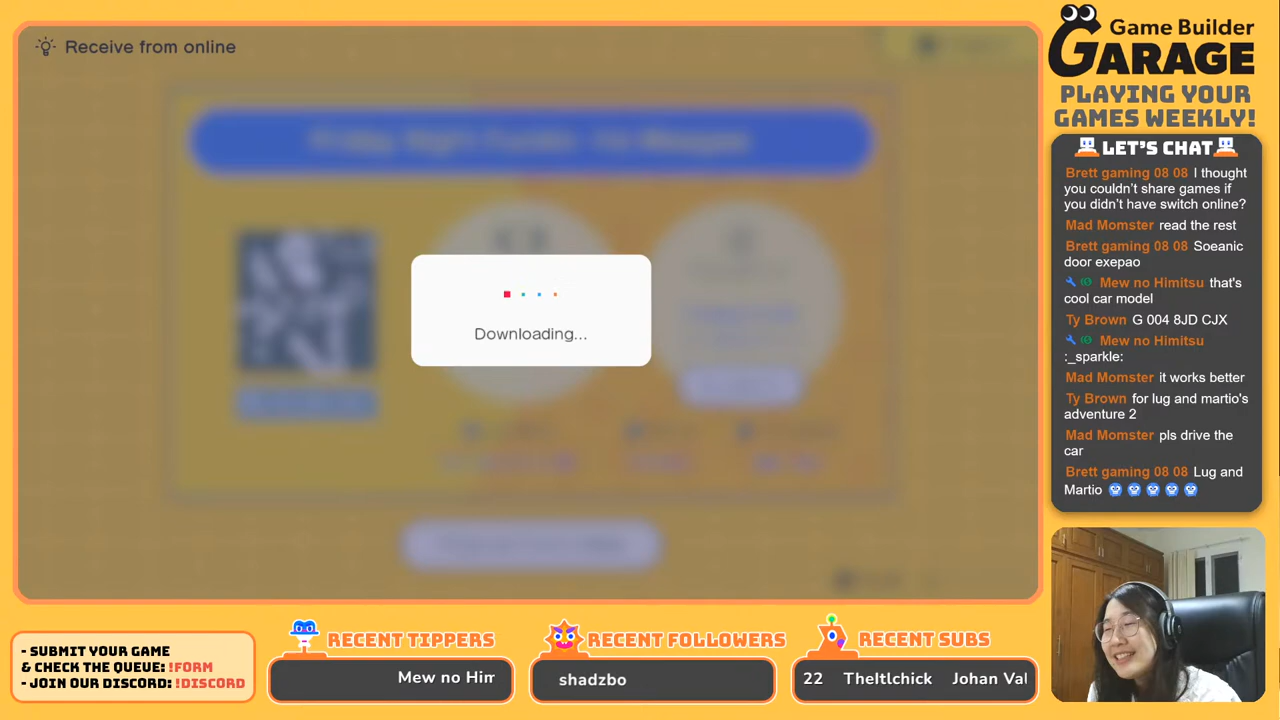 Receive from online
Downloading...
Game Builder
GARAGE
PLAYING YOUR
GAMES WEEKLY!
LET'S CHAT
Brett gaming 08 08 I thought
you couldn't share games if
you didn't have switch online?
Mad Momster read the rest
Brett gaming 08 08 Soeanic
door exepao
Mew no Himitsu that's
cool car model
Ty Brown G 004 8JD CJX
Mew no Himitsu
:_sparkle:
Mad Momster it works better
Ty Brown for lug and martio's
adventure 2
Mad Momster pls drive the
car
Brett gaming 08 08 Lug and
Martio
- SUBMIT YOUR GAME
& CHECK THE QUEUE: !FORM
- JOIN OUR DISCORD: !DISCORD
RECENT TIPPERS
Mew no Him
RECENT FOLLOWERS
shadzbo
RECENT SUBS
22 TheItlchick Johan Val